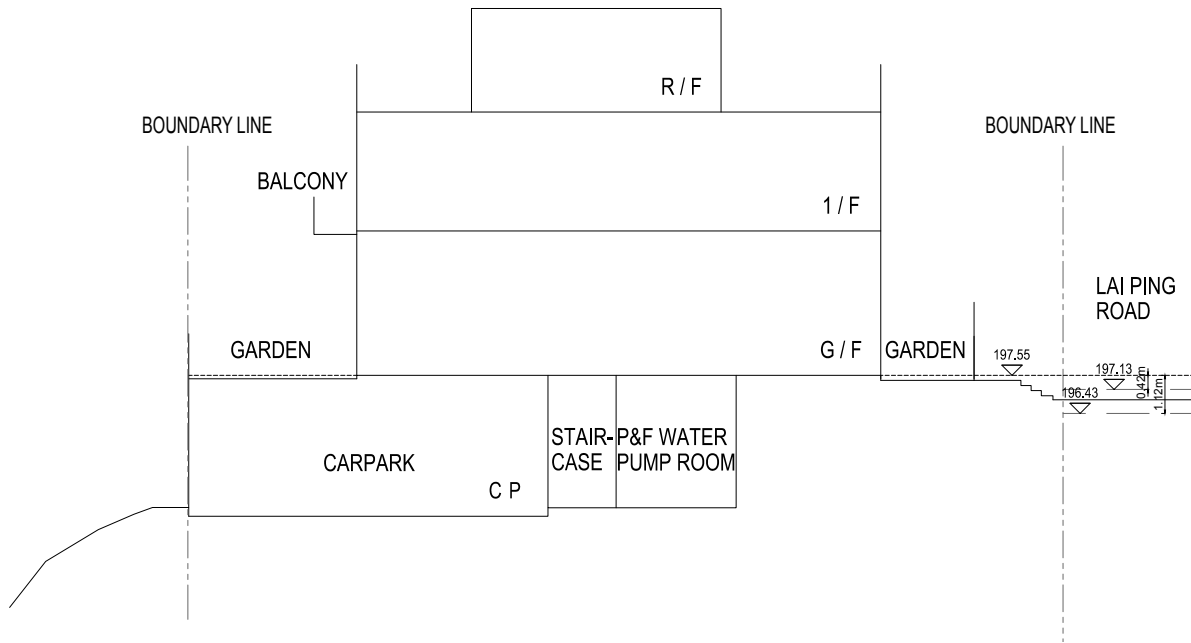 R / F
BOUNDARY LINE
BOUNDARY LINE
BALCONY
1 / F
LAI PING
ROAD
GARDEN
G / F
GARDEN
197.55
197.13
0.42m
196.43
1.12m
STAIR-
CASE
P&F WATER
PUMP ROOM
CARPARK
C P